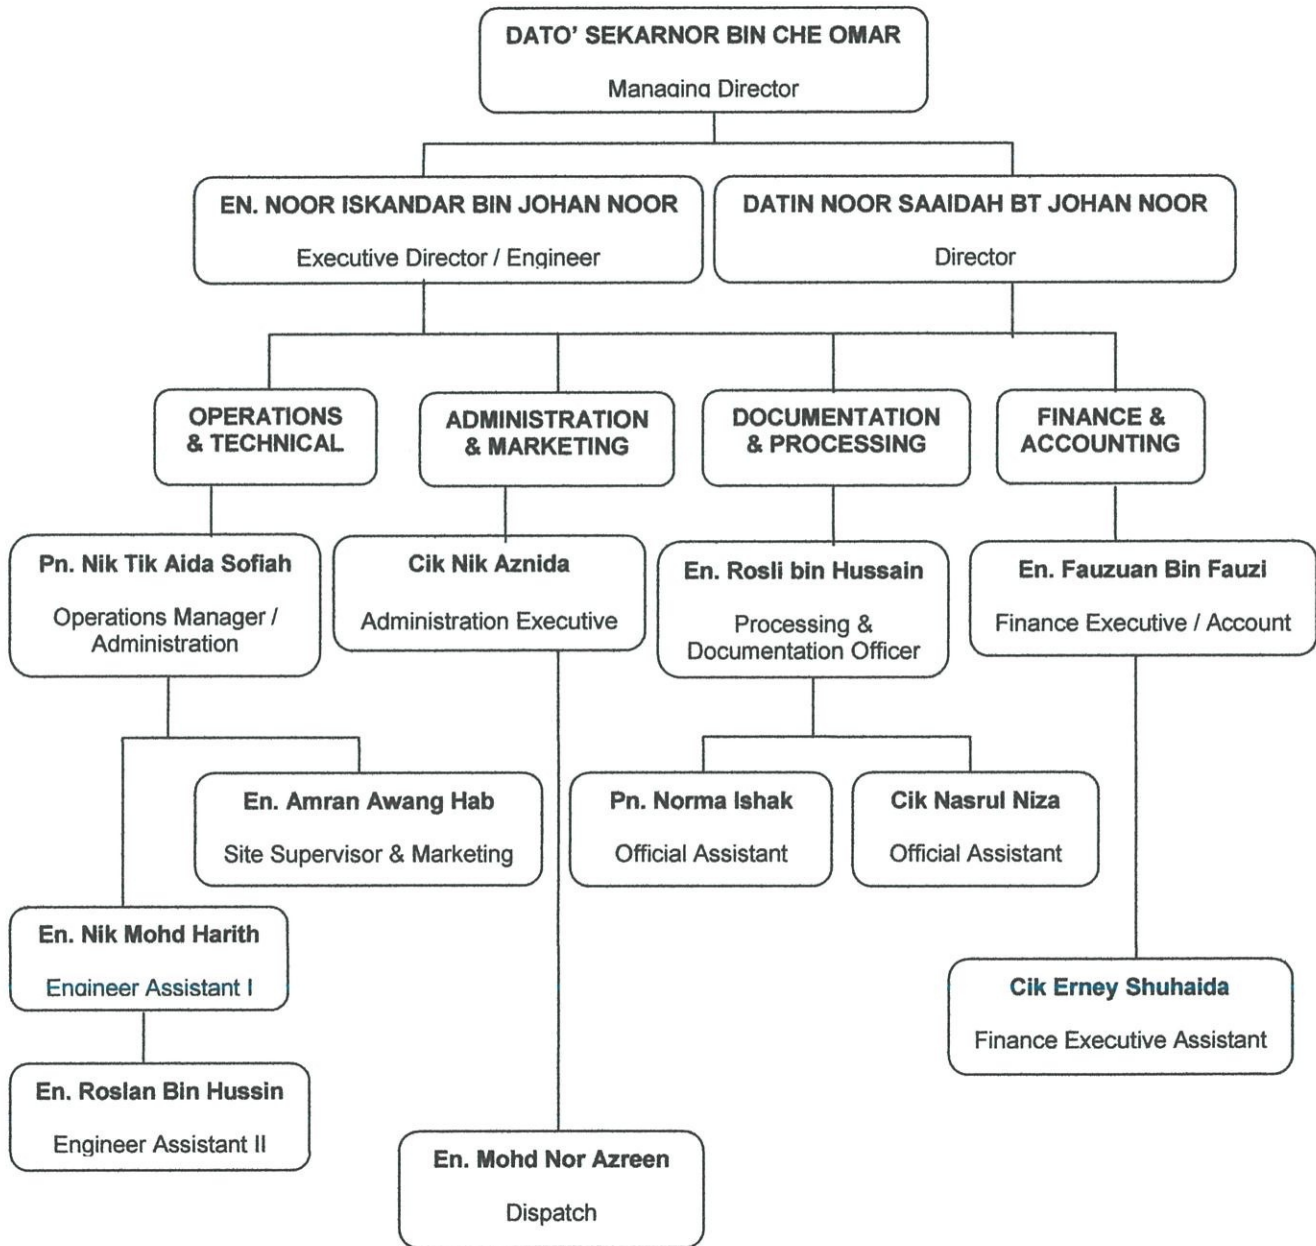 DATO' SEKARNOR BIN CHE OMAR
Managing Director
EN. NOOR ISKANDAR BIN JOHAN NOOR
Executive Director / Engineer
DATIN NOOR SAAIDAH BT JOHAN NOOR
Director
OPERATIONS
& TECHNICAL
ADMINISTRATION
& MARKETING
DOCUMENTATION
& PROCESSING
FINANCE &
ACCOUNTING
Pn. Nik Tik Aida Sofiah
Operations Manager /
Administration
Cik Nik Aznida
Administration Executive
En. Rosli bin Hussain
Processing &
Documentation Officer
En. Fauzuan Bin Fauzi
Finance Executive / Account
En. Amran Awang Hab
Site Supervisor & Marketing
Pn. Norma Ishak
Official Assistant
Cik Nasrul Niza
Official Assistant
En. Nik Mohd Harith
Engineer Assistant I
Cik Erney Shuhaida
Finance Executive Assistant
En. Roslan Bin Hussin
Engineer Assistant II
En. Mohd Nor Azreen
Dispatch